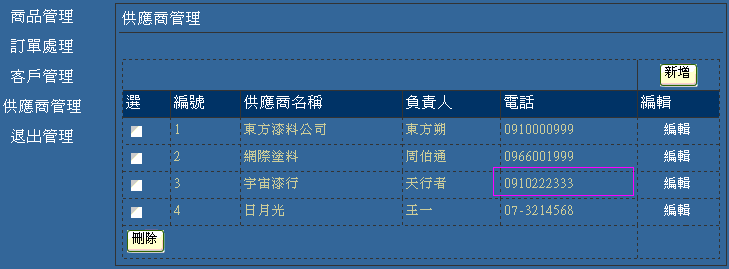 商品管理
訂單處理
客戶管理
供應商管理
退出管理
供應商管理
新增
選 編號 供應商名稱 負責人 電話 編輯
1 東方漆料公司 東方朔 0910000999 編輯
2 網際塗料 周伯通 0966001999 編輯
3 宇宙漆行 天行者 0910222333 編輯
4 日月光 王一 07-3214568 編輯
刪除